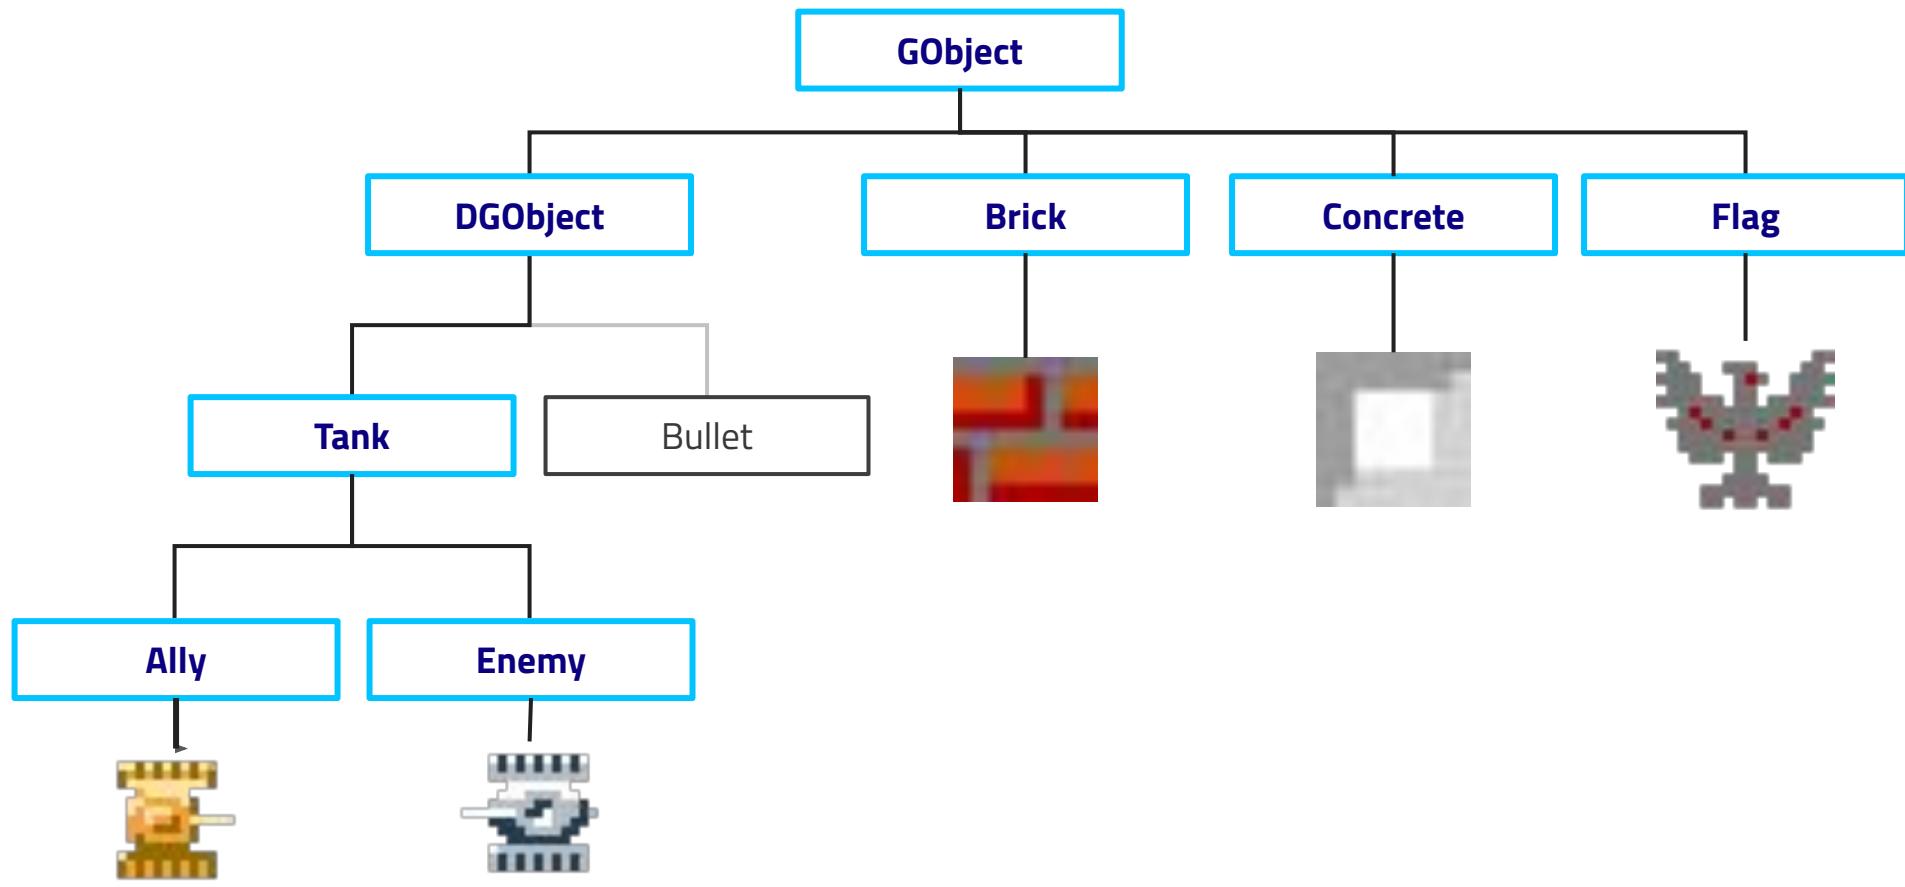 GObject
DGObject
Brick
Concrete
Flag
Tank
Bullet
Ally
Enemy